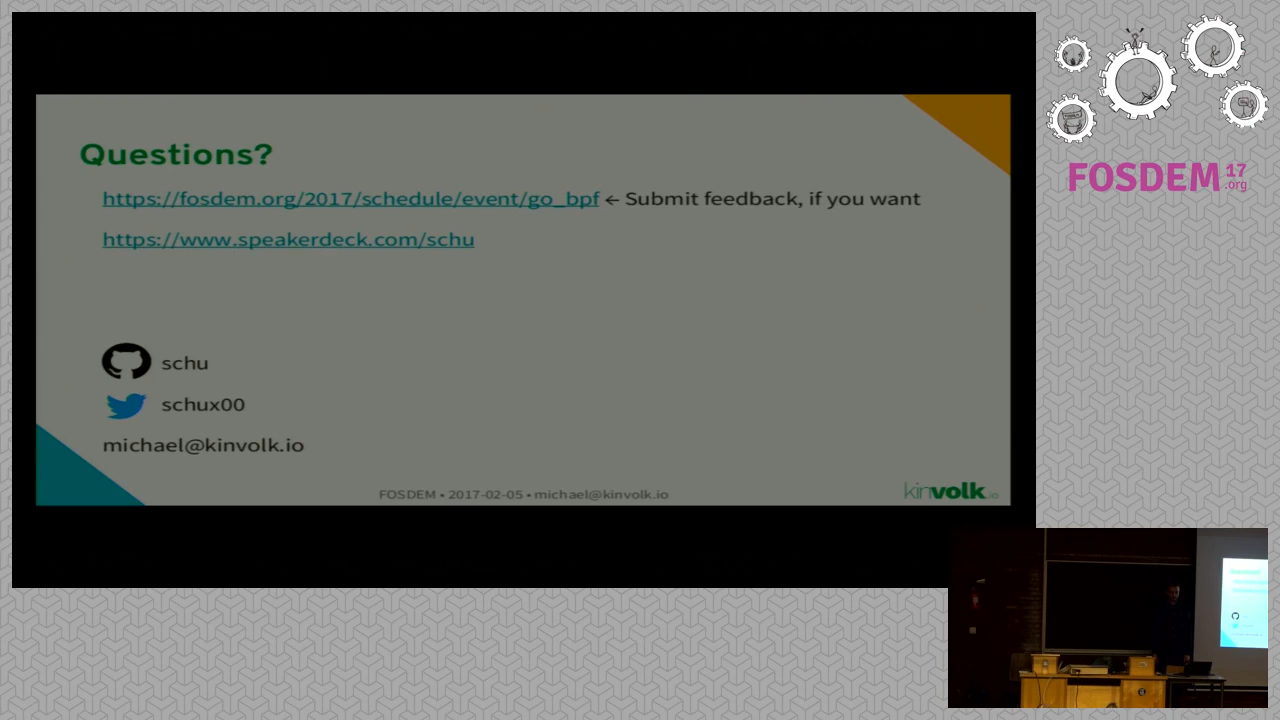 Questions?
https://fosdem.org/2017/schedule/event/go_bpf ← Submit feedback, if you want
https://www.speakerdeck.com/schu
schu
schux00
michael@kinvolk.io
FOSDEM • 2017-02-05 • michael@kinvolk.io
kinvolk.io
FOSDEM 17 .org